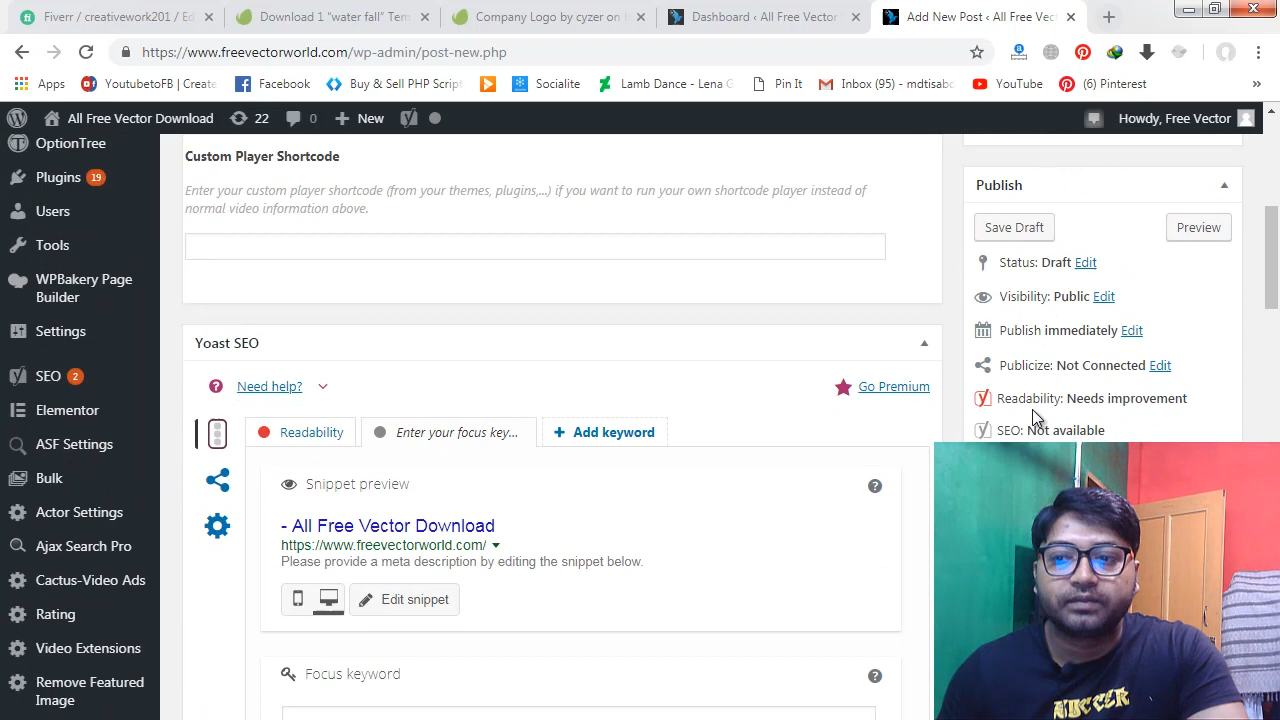 Fiverr / creativework201 /
Download 1 "water fall" Tem
Company Logo by cyzer on
Dashboard ‹ All Free Vector
Add New Post ‹ All Free Vect
https://www.freevectorworld.com/wp-admin/post-new.php
Apps
YoutubetoFB | Create
Facebook
Buy & Sell PHP Script
Socialite
Lamb Dance - Lena G
Pin It
Inbox (95) - mdtisab
YouTube
(6) Pinterest
»
All Free Vector Download
22
0
New
Howdy, Free Vector
OptionTree
Plugins 19
Users
Tools
WPBakery Page
Builder
Settings
SEO 2
Elementor
ASF Settings
Bulk
Actor Settings
Ajax Search Pro
Cactus-Video Ads
Rating
Video Extensions
Remove Featured
Image
Custom Player Shortcode
Enter your custom player shortcode (from your themes, plugins,...) if you want to run your own shortcode player instead of
normal video information above.
Yoast SEO
Need help?
Go Premium
Readability
Enter your focus key...
+ Add keyword
Snippet preview
- All Free Vector Download
https://www.freevectorworld.com/
Please provide a meta description by editing the snippet below.
Edit snippet
Focus keyword
Publish
Save Draft
Preview
Status: Draft Edit
Visibility: Public Edit
Publish immediately Edit
Publicize: Not Connected Edit
Readability: Needs improvement
SEO: Not available
SOCCER